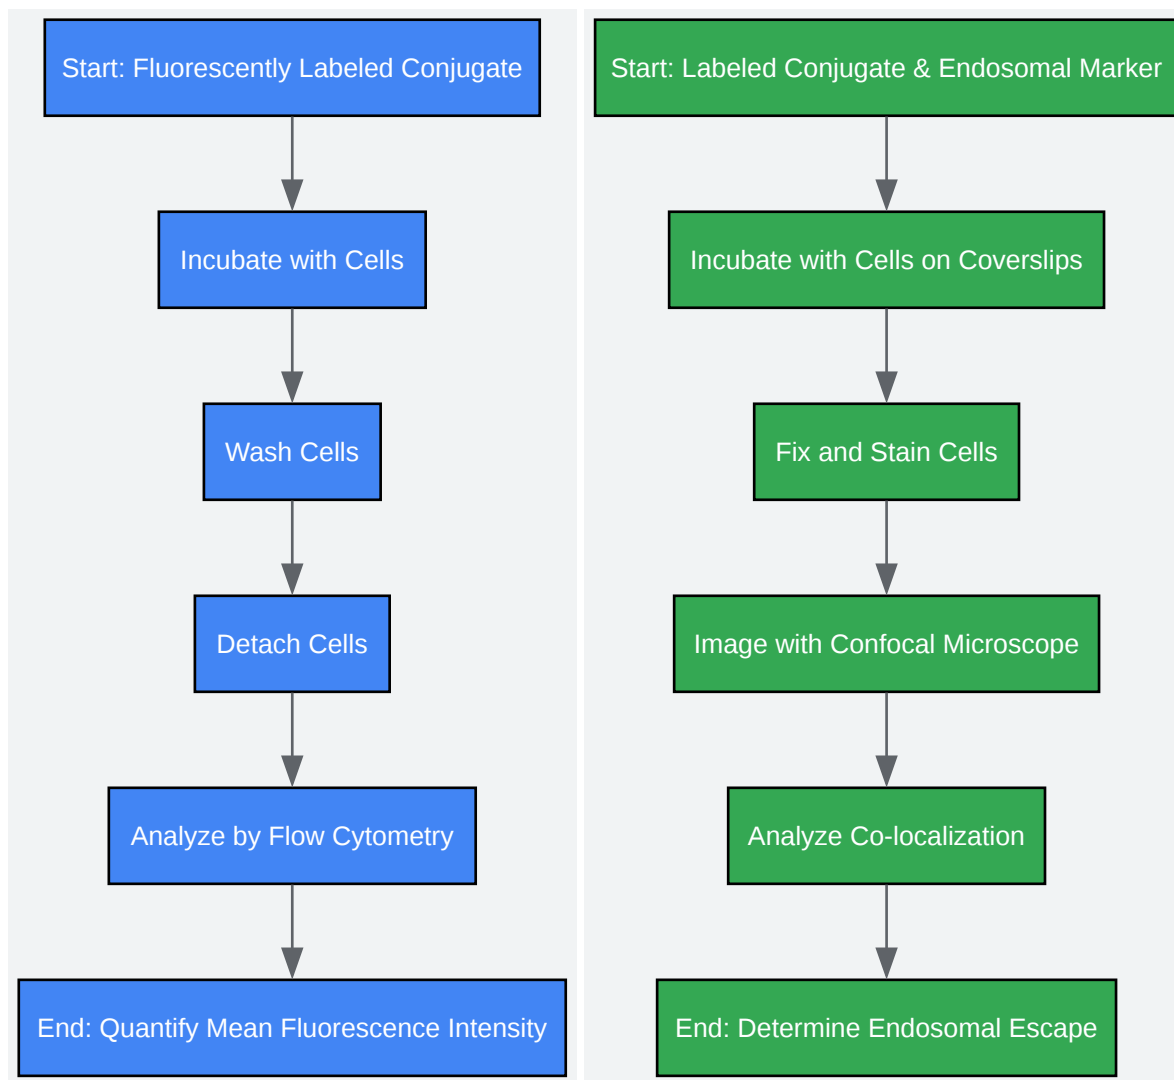 Start: Fluorescently Labeled Conjugate
Incubate with Cells
Wash Cells
Detach Cells
Analyze by Flow Cytometry
End: Quantify Mean Fluorescence Intensity
Start: Labeled Conjugate & Endosomal Marker
Incubate with Cells on Coverslips
Fix and Stain Cells
Image with Confocal Microscope
Analyze Co-localization
End: Determine Endosomal Escape